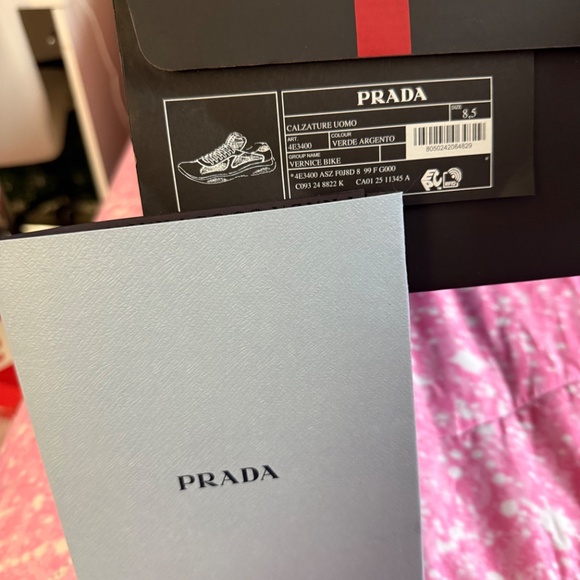 PRADA
CALZATURE UOMO
SIZE
8.5
ART.
4E3400
COLOUR
VERDE ARGENTO
GROUP NAME
VERNICE BIKE
8050242064829
*4E3400 ASZ F0J8D 8 99 F G000
C093 24 8822 K CA01 25 11345 A
PRADA